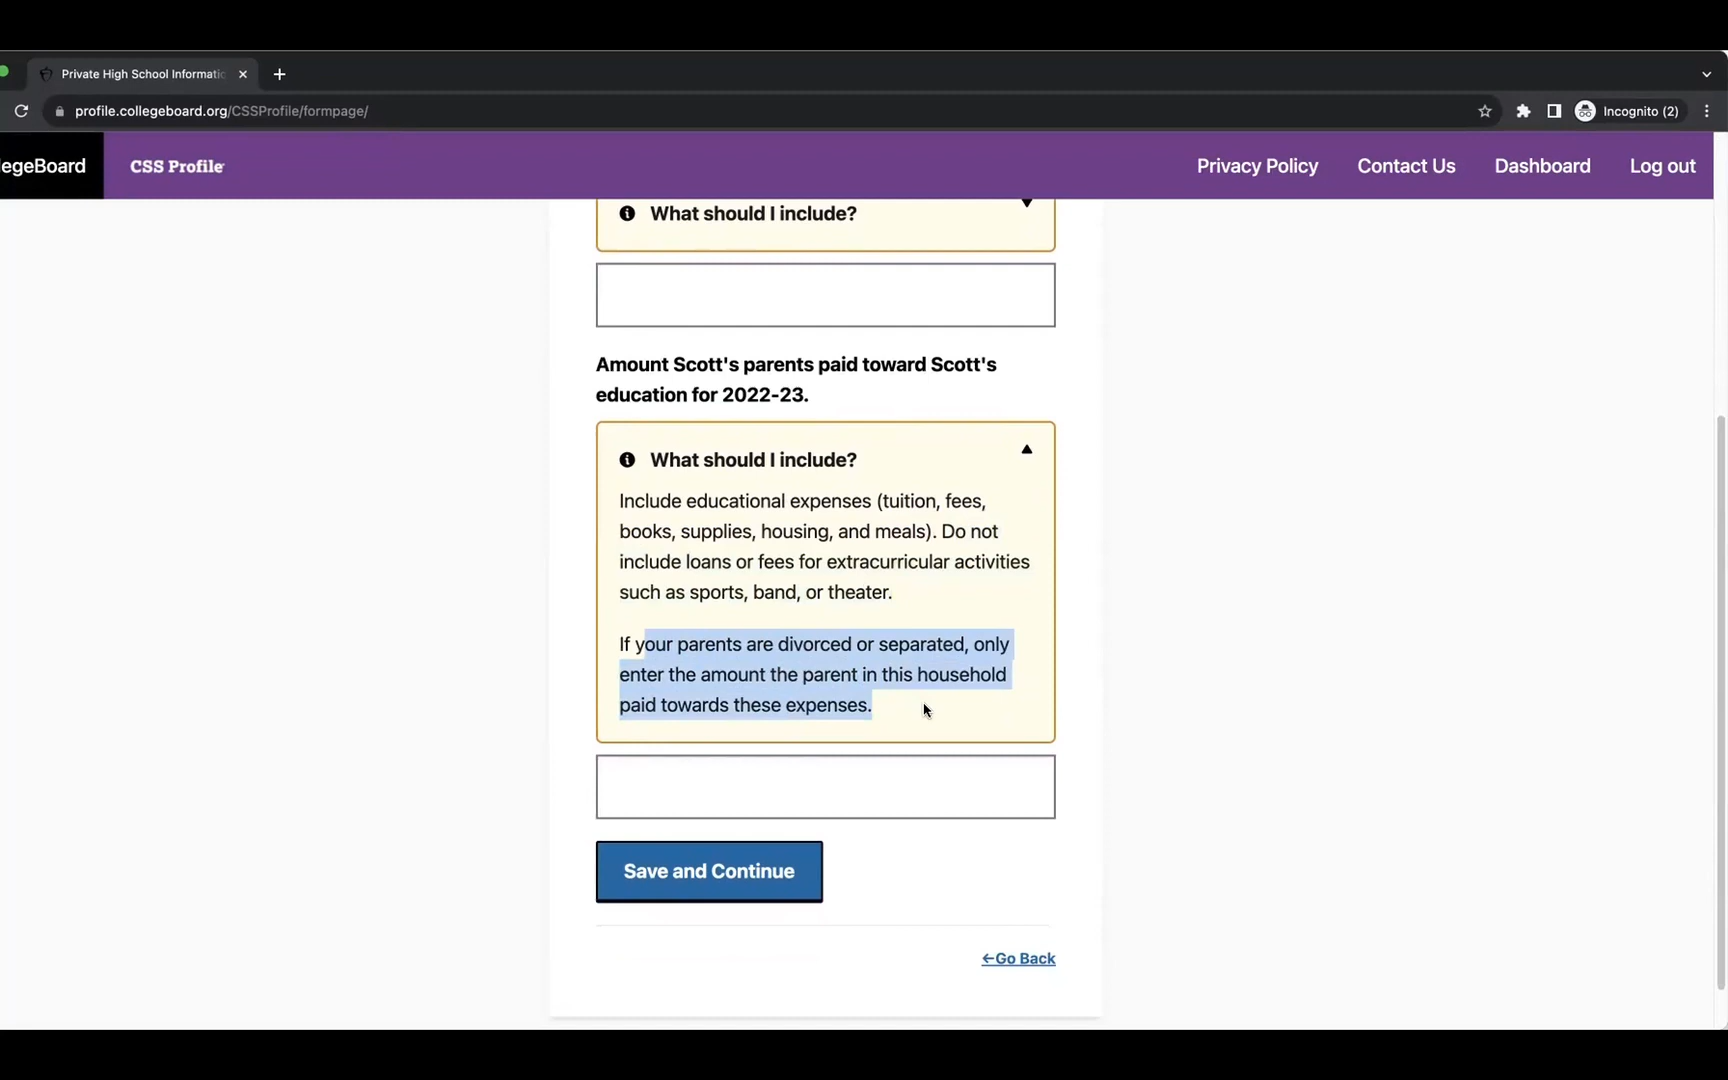 Private High School Informatic
profile.collegeboard.org/CSSProfile/formpage/
Incognito (2)
legeBoard
CSS Profile
Privacy Policy
Contact Us
Dashboard
Log out
What should I include?
Amount Scott's parents paid toward Scott's
education for 2022-23.
What should I include?
Include educational expenses (tuition, fees,
books, supplies, housing, and meals). Do not
include loans or fees for extracurricular activities
such as sports, band, or theater.
If your parents are divorced or separated, only
enter the amount the parent in this household
paid towards these expenses.
Save and Continue
←Go Back